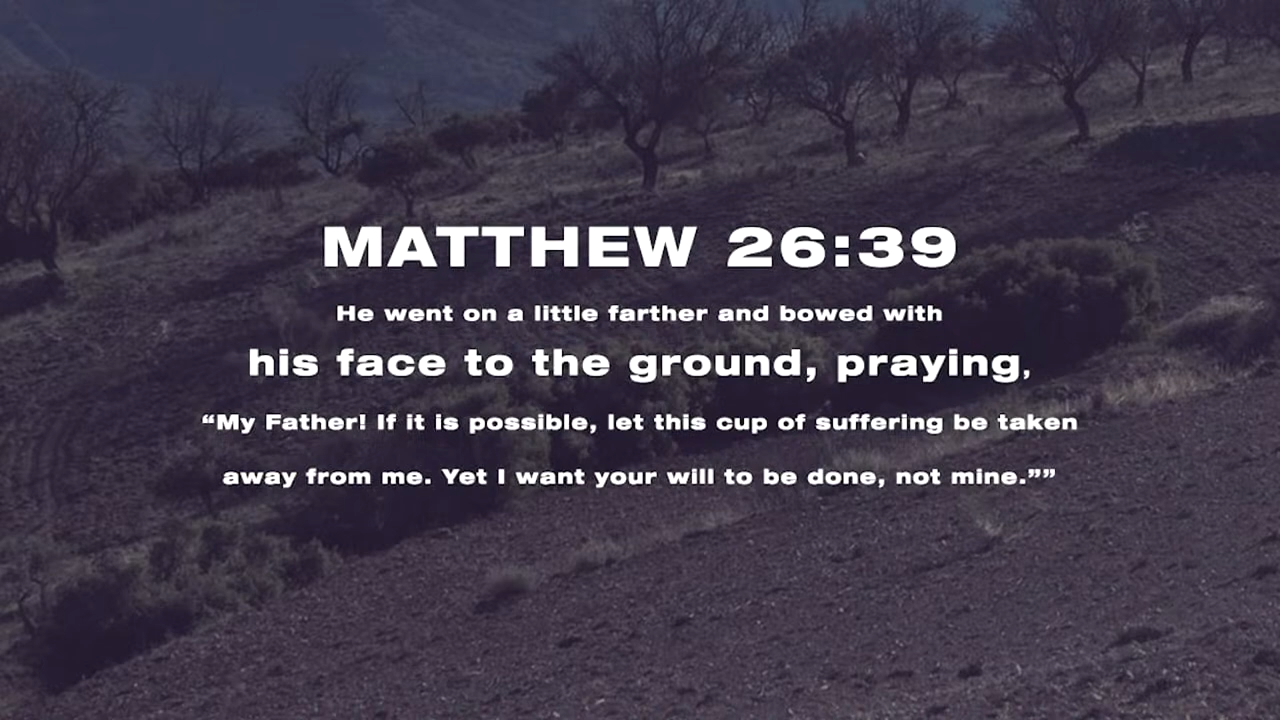 MATTHEW 26:39
He went on a little farther and bowed with
his face to the ground, praying,
“My Father! If it is possible, let this cup of suffering be taken
away from me. Yet I want your will to be done, not mine.””